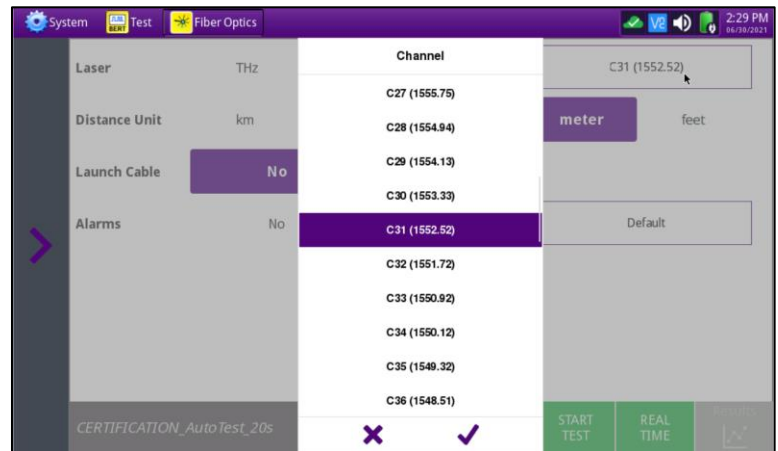 System
BERT
Test
Fiber Optics
V2
2:29 PM
06/30/2021
Laser
THz
C31 (1552.52)
Distance Unit
km
meter
feet
Launch Cable
No
Alarms
No
Default
Channel
C27 (1555.75)
C28 (1554.94)
C29 (1554.13)
C30 (1553.33)
C31 (1552.52)
C32 (1551.72)
C33 (1550.92)
C34 (1550.12)
C35 (1549.32)
C36 (1548.51)
CERTIFICATION_AutoTest_20s
START
TEST
REAL
TIME
Results